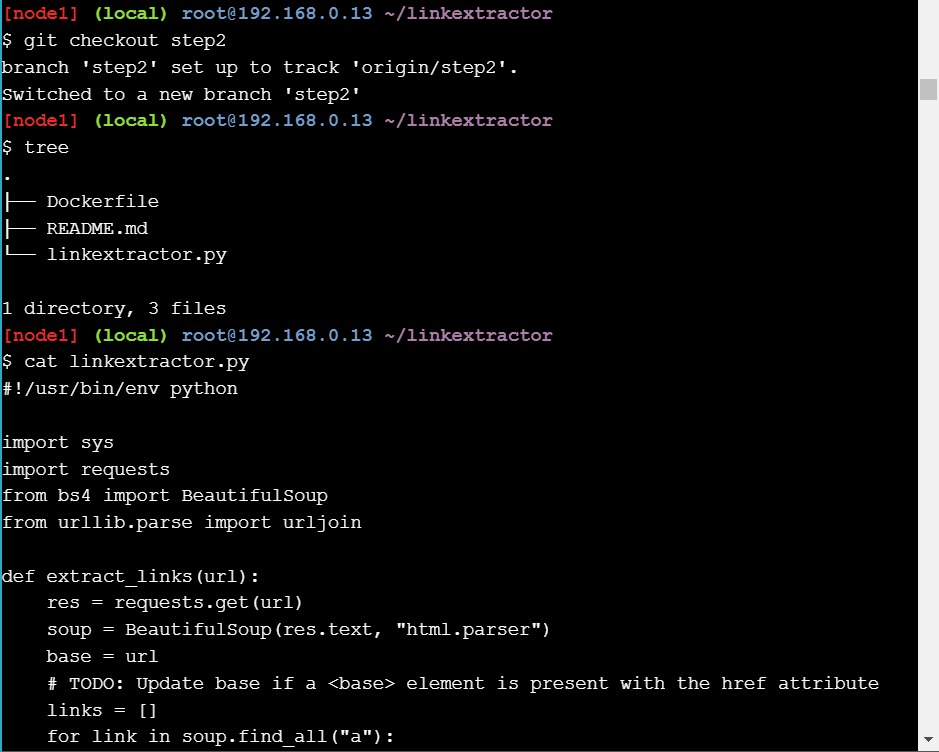 [node1] (local) root@192.168.0.13 ~/linkextractor
$ git checkout step2
branch 'step2' set up to track 'origin/step2'.
Switched to a new branch 'step2'
[node1] (local) root@192.168.0.13 ~/linkextractor
$ tree
.
├── Dockerfile
├── README.md
└── linkextractor.py

1 directory, 3 files
[node1] (local) root@192.168.0.13 ~/linkextractor
$ cat linkextractor.py
#!/usr/bin/env python

import sys
import requests
from bs4 import BeautifulSoup
from urllib.parse import urljoin

def extract_links(url):
    res = requests.get(url)
    soup = BeautifulSoup(res.text, "html.parser")
    base = url
    # TODO: Update base if a <base> element is present with the href attribute
    links = []
    for link in soup.find_all("a"):